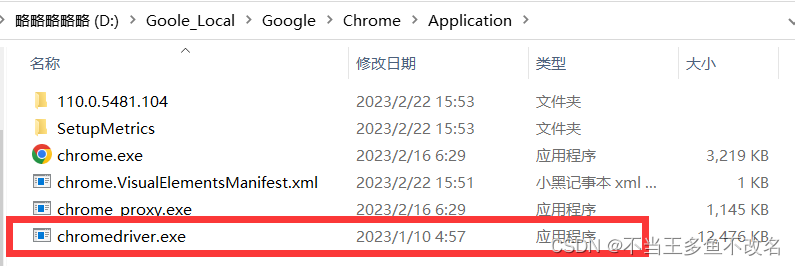 略略略略略 (D:) > Goole_Local > Google > Chrome > Application >
名称 修改日期 类型 大小
110.0.5481.104 2023/2/22 15:53 文件夹
SetupMetrics 2023/2/22 15:53 文件夹
chrome.exe 2023/2/16 6:29 应用程序 3,219 KB
chrome.VisualElementsManifest.xml 2023/2/22 15:51 小黑记事本 xml ... 1 KB
chrome_proxy.exe 2023/2/16 6:29 应用程序 1,145 KB
chromedriver.exe 2023/1/10 4:57 应用程序 12,476 KB
CSDN @不当王多鱼不改名